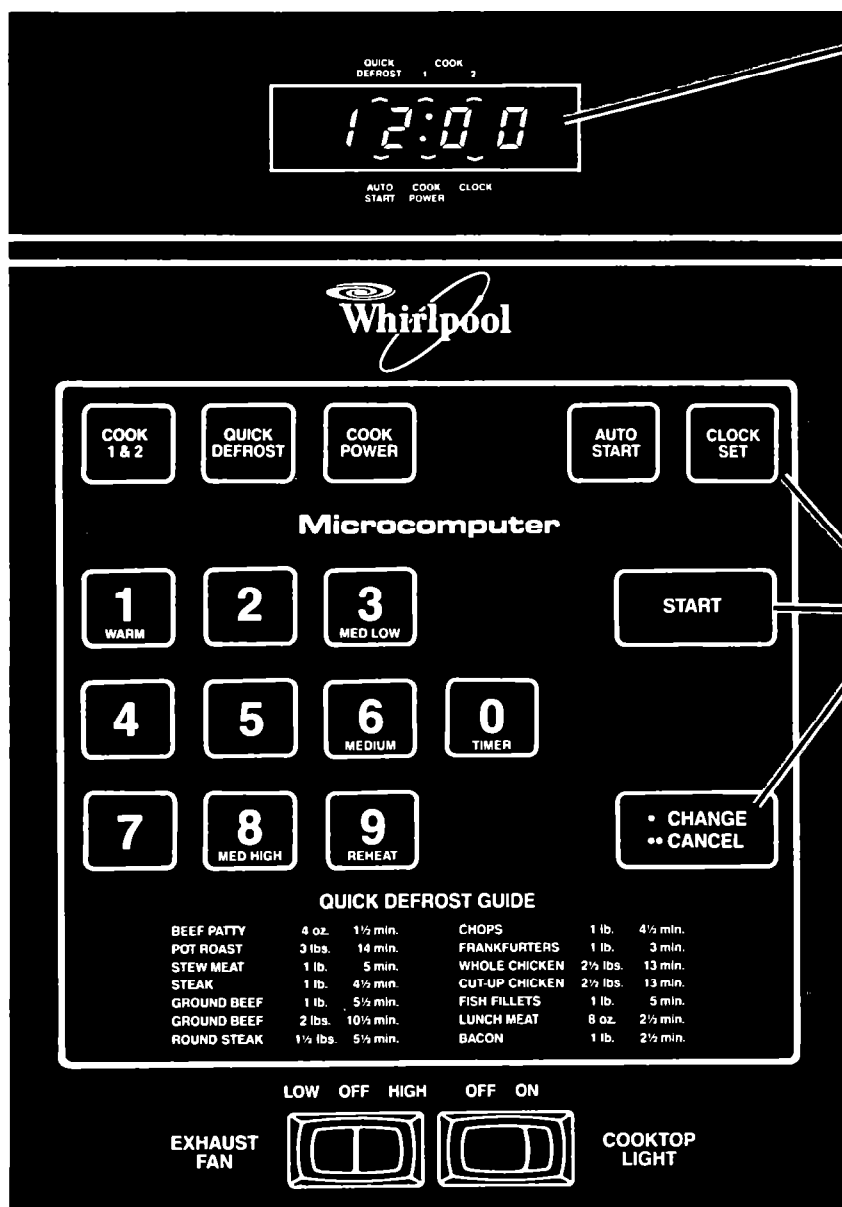 QUICK DEFROST COOK 1 2
12:00
AUTO START COOK POWER CLOCK
Whirlpool
COOK 1 & 2
QUICK DEFROST
COOK POWER
AUTO START
CLOCK SET
Microcomputer
1 WARM
2
3 MED LOW
START
4
5
6 MEDIUM
0 TIMER
7
8 MED HIGH
9 REHEAT
• CHANGE
•• CANCEL
QUICK DEFROST GUIDE
BEEF PATTY 4 oz. 1½ min. CHOPS 1 lb. 4½ min.
POT ROAST 3 lbs. 14 min. FRANKFURTERS 1 lb. 3 min.
STEW MEAT 1 lb. 5 min. WHOLE CHICKEN 2½ lbs. 13 min.
STEAK 1 lb. 4½ min. CUT-UP CHICKEN 2½ lbs. 13 min.
GROUND BEEF 1 lb. 5½ min. FISH FILLETS 1 lb. 5 min.
GROUND BEEF 2 lbs. 10½ min. LUNCH MEAT 8 oz. 2½ min.
ROUND STEAK 1½ lbs. 5½ min. BACON 1 lb. 2½ min.
LOW OFF HIGH OFF ON
EXHAUST FAN
COOKTOP LIGHT